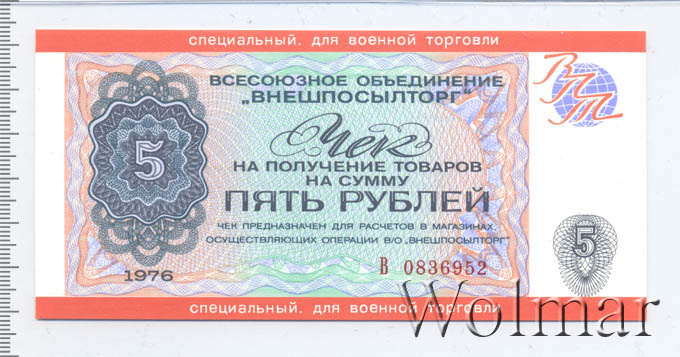 специальный. для военной торговли
ВСЕСОЮЗНОЕ ОБЪЕДИНЕНИЕ
„ВНЕШПОСЫЛТОРГ"
ВПТ
Чек
НА ПОЛУЧЕНИЕ ТОВАРОВ
НА СУММУ
ПЯТЬ РУБЛЕЙ
5
ЧЕК ПРЕДНАЗНАЧЕН ДЛЯ РАСЧЕТОВ В МАГАЗИНАХ,
ОСУЩЕСТВЛЯЮЩИХ ОПЕРАЦИИ В/О „ВНЕШПОСЫЛТОРГ"
5
1976
В 0836952
специальный. для военной торговли
Wolmar